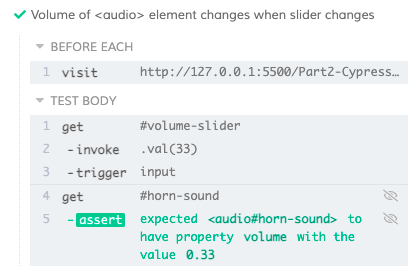 Volume of <audio> element changes when slider changes
BEFORE EACH
1 visit http://127.0.0.1:5500/Part2-Cypress…
TEST BODY
1 get #volume-slider
2 -invoke .val(33)
3 -trigger input
4 get #horn-sound
5 -assert expected <audio#horn-sound> to
have property volume with the
value 0.33